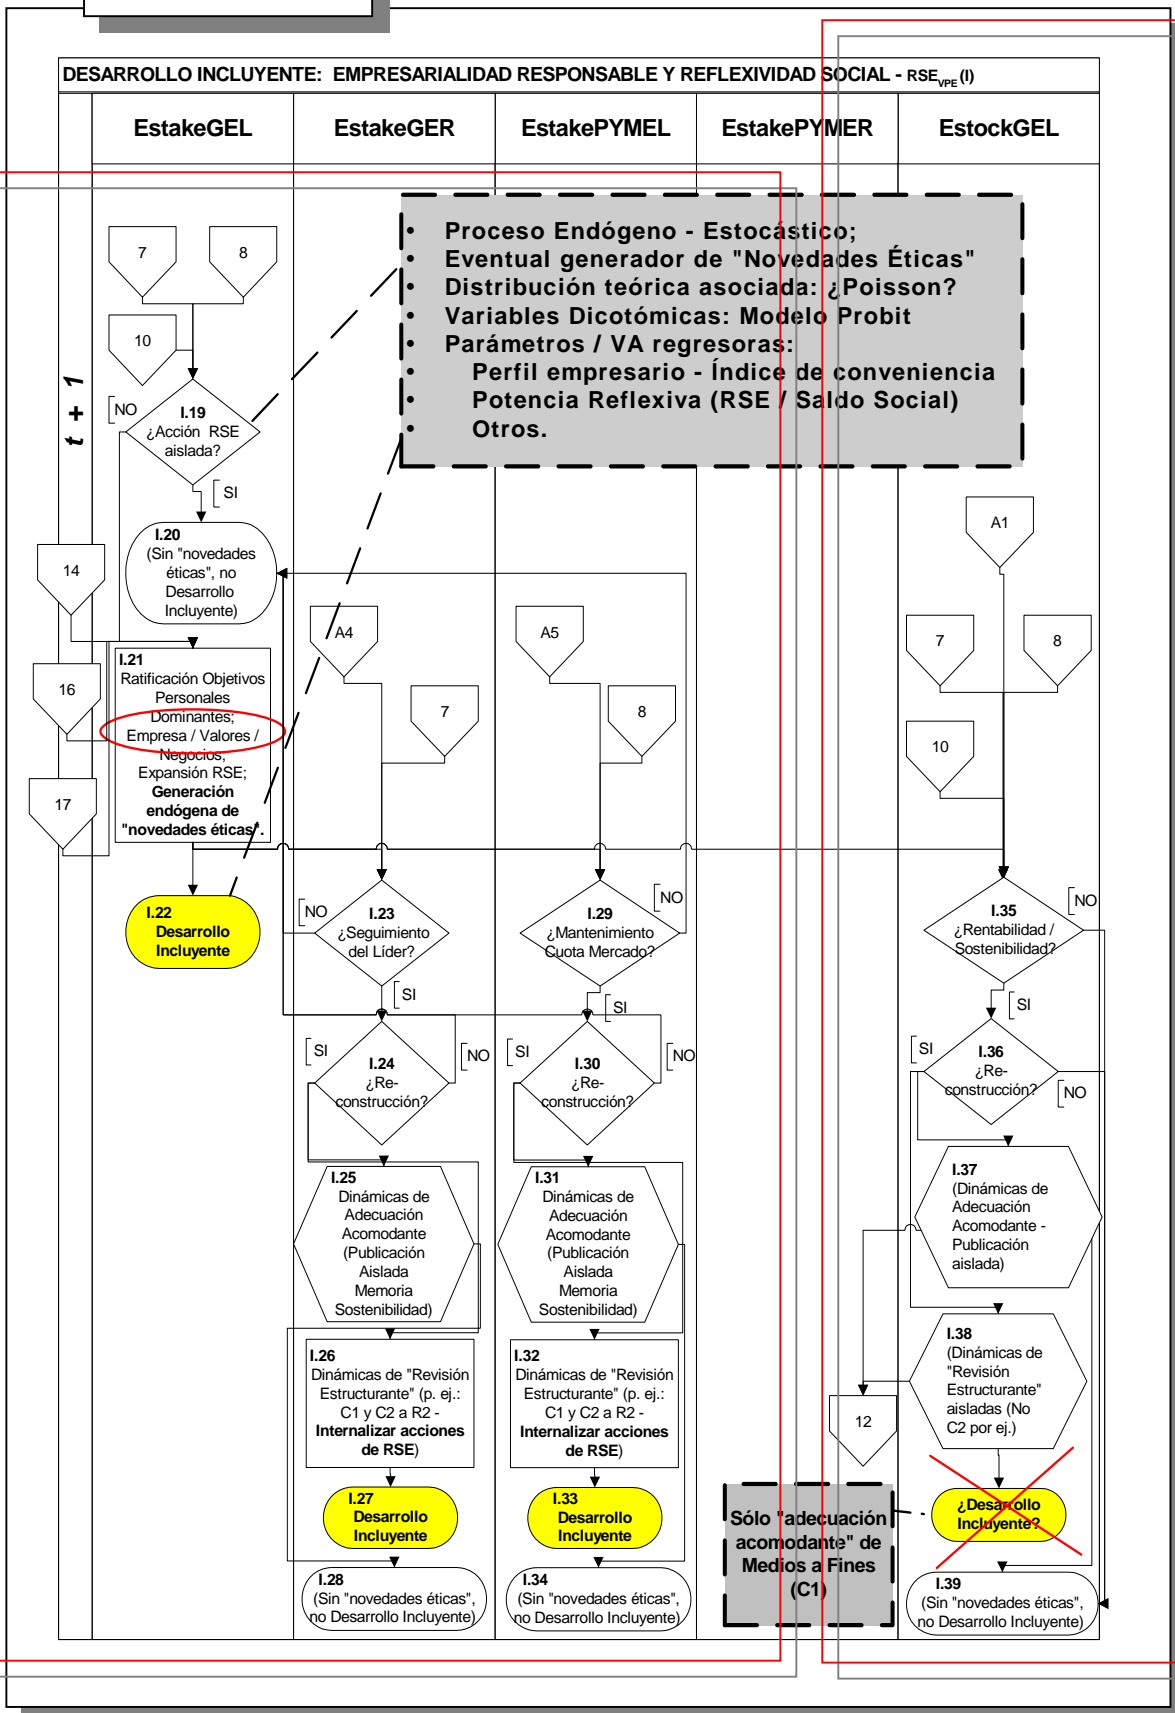 DESARROLLO INCLUYENTE: EMPRESARIALIDAD RESPONSABLE Y REFLEXIVIDAD SOCIAL - RSE VPE (I)
EstakeGEL
EstakeGER
EstakePYMEL
EstakePYMER
EstockGEL
t + 1
• Proceso Endógeno - Estocástico;
• Eventual generador de "Novedades Éticas"
• Distribución teórica asociada: ¿Poisson?
• Variables Dicotómicas: Modelo Probit
• Parámetros / VA regresoras:
• Perfil empresario - Índice de conveniencia
• Potencia Reflexiva (RSE / Saldo Social)
• Otros.
7
8
10
NO
I.19
¿Acción RSE
aislada?
SI
I.20
(Sin "novedades
éticas", no
Desarrollo
Incluyente)
14
16
17
I.21
Ratificación Objetivos
Personales
Dominantes;
Empresa / Valores /
Negocios;
Expansión RSE;
Generación
endógena de
"novedades éticas".
I.22
Desarrollo
Incluyente
A4
7
NO
I.23
¿Seguimiento
del Líder?
SI
SI
I.24
¿Re-
construcción?
NO
I.25
Dinámicas de
Adecuación
Acomodante
(Publicación
Aislada
Memoria
Sostenibilidad)
I.26
Dinámicas de "Revisión
Estructurante" (p. ej.:
C1 y C2 a R2 -
Internalizar acciones
de RSE)
I.27
Desarrollo
Incluyente
I.28
(Sin "novedades éticas",
no Desarrollo Incluyente)
A5
8
NO
I.29
¿Mantenimiento
Cuota Mercado?
SI
SI
I.30
¿Re-
construcción?
NO
I.31
Dinámicas de
Adecuación
Acomodante
(Publicación
Aislada
Memoria
Sostenibilidad)
I.32
Dinámicas de "Revisión
Estructurante" (p. ej.:
C1 y C2 a R2 -
Internalizar acciones
de RSE)
I.33
Desarrollo
Incluyente
I.34
(Sin "novedades éticas",
no Desarrollo Incluyente)
12
Sólo "adecuación
acomodante" de
Medios a Fines
(C1)
A1
7
8
10
NO
I.35
¿Rentabilidad /
Sostenibilidad?
SI
SI
I.36
¿Re-
construcción?
NO
I.37
(Dinámicas de
Adecuación
Acomodante -
Publicación
aislada)
I.38
(Dinámicas de
"Revisión
Estructurante"
aisladas (No
C2 por ej.)
¿Desarrollo
Incluyente?
I.39
(Sin "novedades éticas",
no Desarrollo Incluyente)